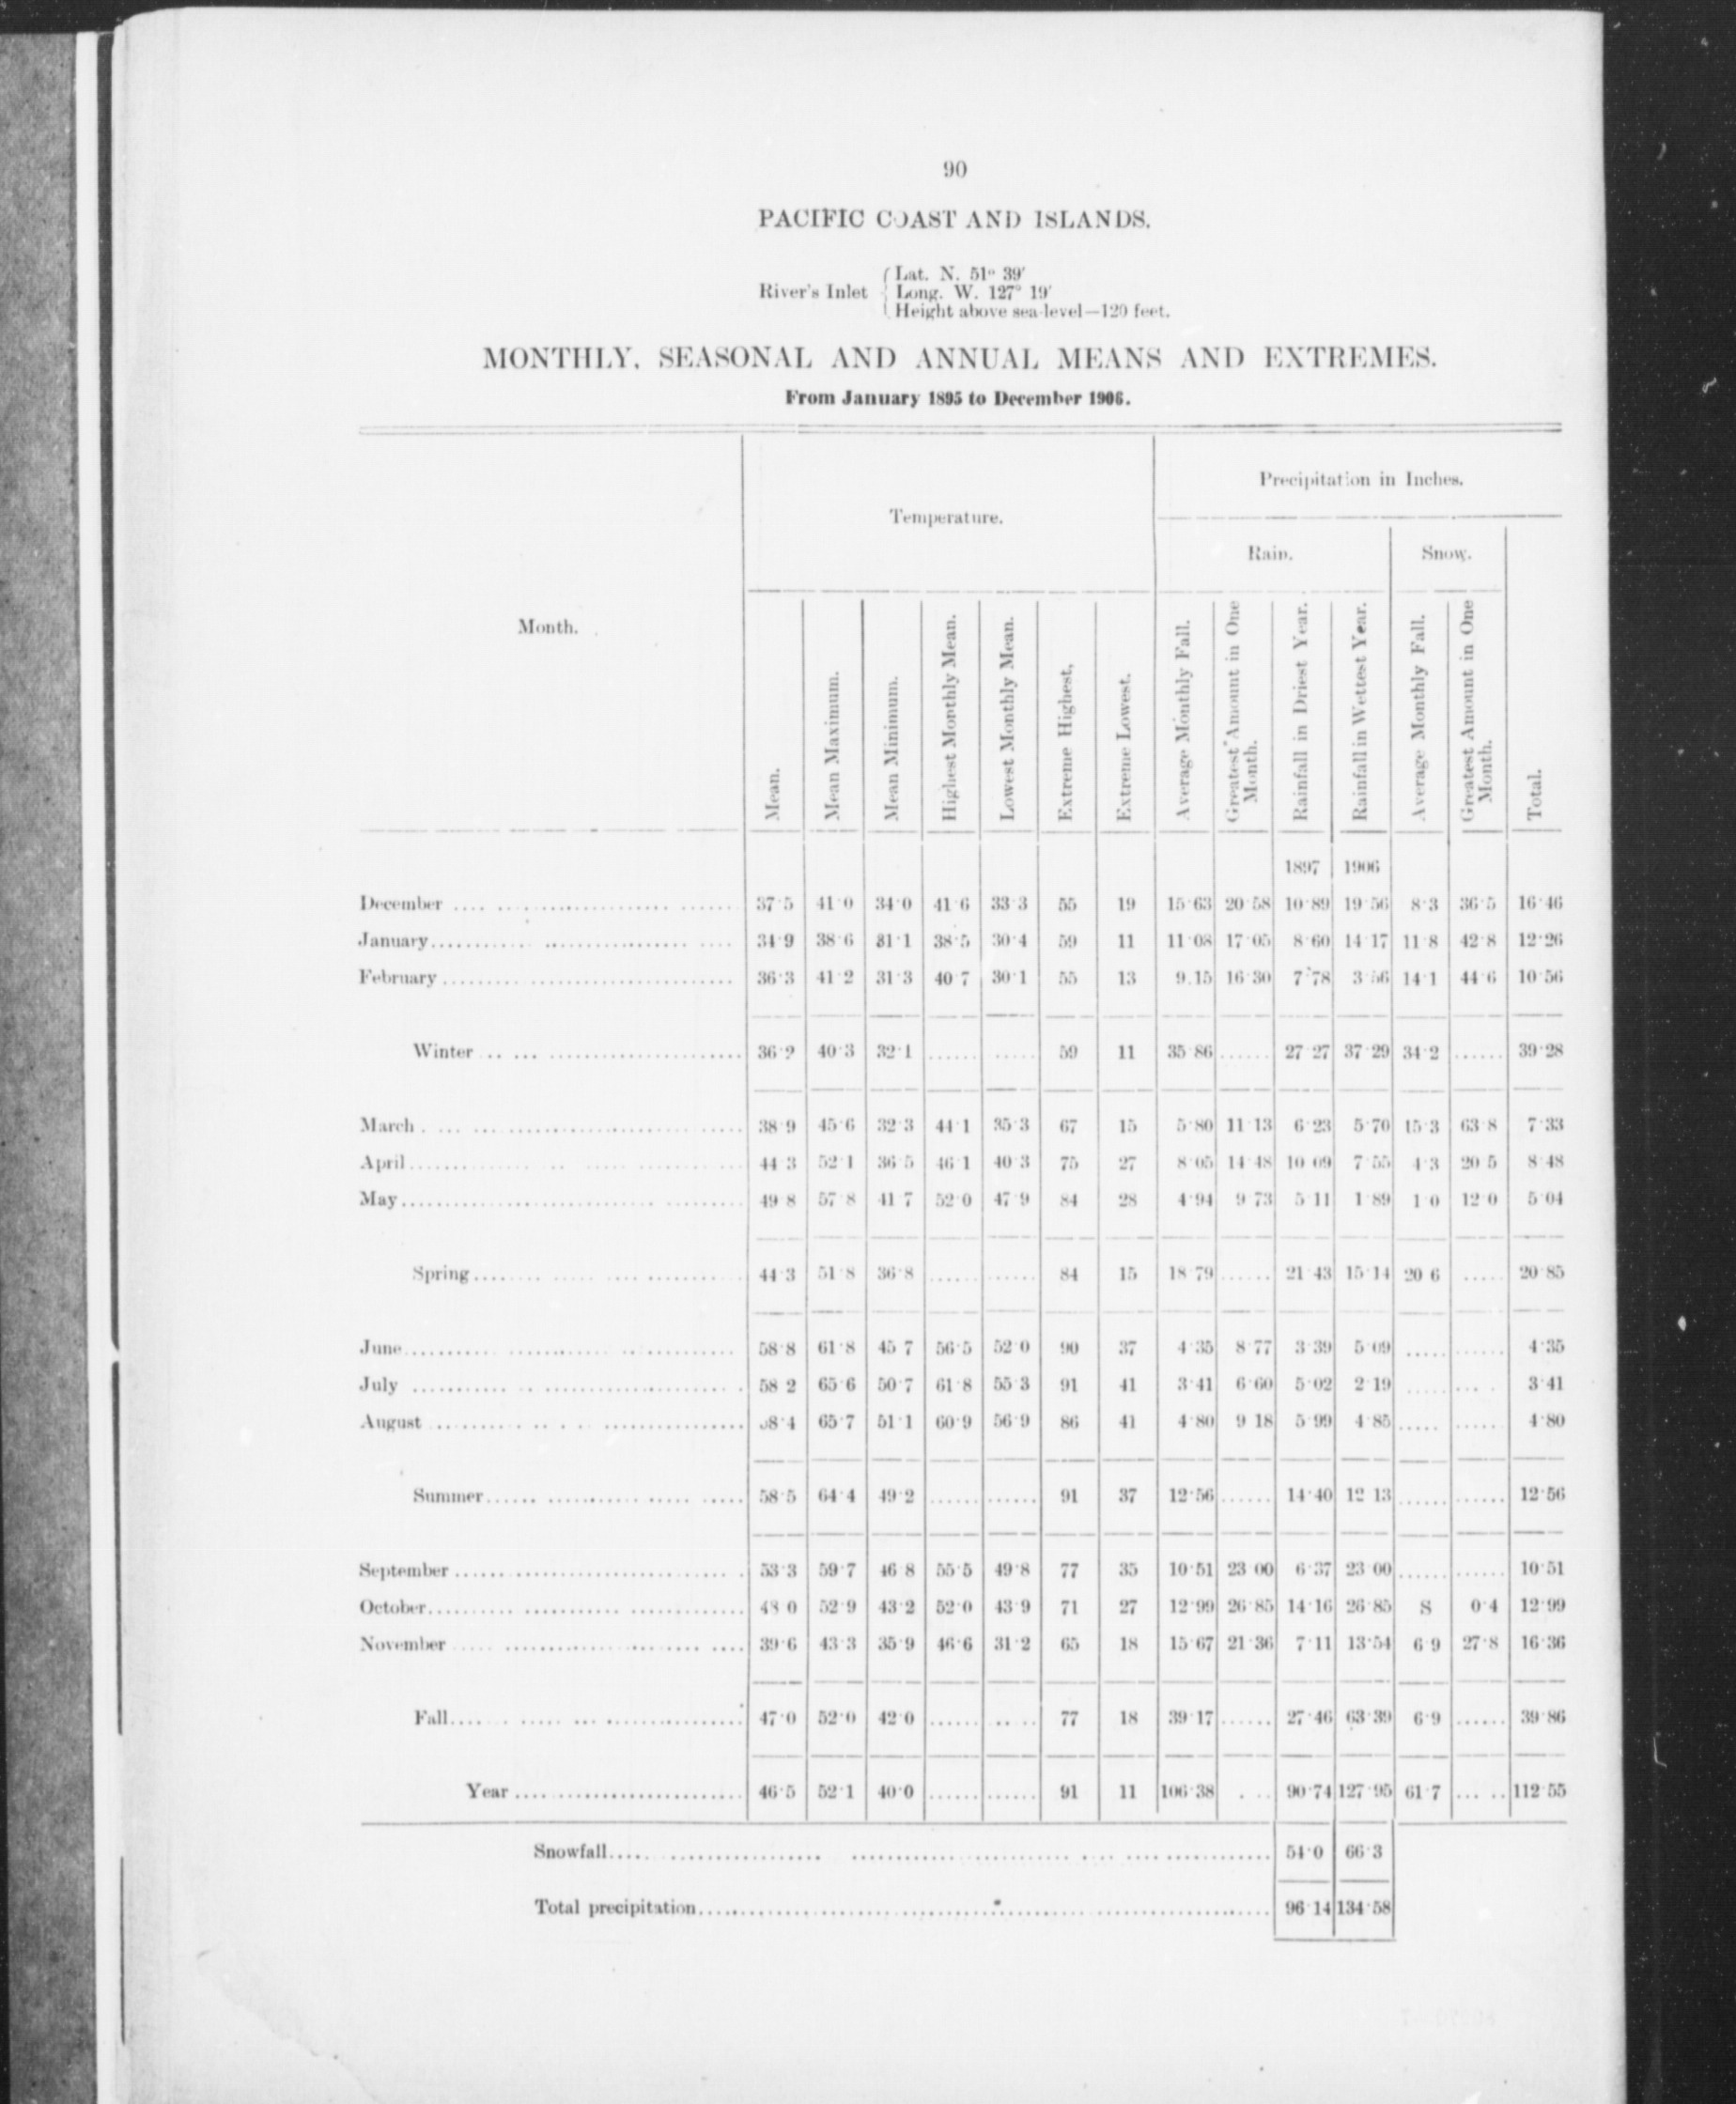 90
PACIFIC COAST AND ISLANDS.
River's Inlet { Lat. N. 51° 39′
Long. W. 127° 19′
Height above sea-level—120 feet.
MONTHLY, SEASONAL AND ANNUAL MEANS AND EXTREMES.
From January 1895 to December 1906.
Month. Temperature. Precipitation in Inches.
Rain. Snow.
Mean. Mean Maximum. Mean Minimum. Highest Monthly Mean. Lowest Monthly Mean. Extreme Highest, Extreme Lowest. Average Monthly Fall. Greatest Amount in One Month. Rainfall in Driest Year. Rainfall in Wettest Year. Average Monthly Fall. Greatest Amount in One Month. Total.
1897 1906
December 37·5 41·0 34·0 41·6 33·3 55 19 15·63 20·58 10·89 19·56 8·3 36·5 16·46
January 34·9 38·6 31·1 38·5 30·4 59 11 11·08 17·05 8·60 14·17 11·8 42·8 12·26
February 36·3 41·2 31·3 40·7 30·1 55 13 9.15 16·30 7·78 3·56 14·1 44·6 10·56
Winter 36·2 40·3 32·1 ...... ...... 59 11 35·86 ...... 27·27 37·29 34·2 ...... 39·28
March 38·9 45·6 32·3 44·1 35·3 67 15 5·80 11·13 6·23 5·70 15·3 63·8 7·33
April 44·3 52·1 36·5 46·1 40·3 75 27 8·05 14·48 10·09 7·55 4·3 20·5 8·48
May 49·8 57·8 41·7 52·0 47·9 84 28 4·94 9·73 5·11 1·89 1·0 12·0 5·04
Spring 44·3 51·8 36·8 ...... ...... 84 15 18·79 ...... 21·43 15·14 20·6 ...... 20·85
June 58·8 61·8 45·7 56·5 52·0 90 37 4·35 8·77 3·39 5·09 ...... ...... 4·35
July 58·2 65·6 50·7 61·8 55·3 91 41 3·41 6·60 5·02 2·19 ...... ...... 3·41
August 58·4 65·7 51·1 60·9 56·9 86 41 4·80 9·18 5·99 4·85 ...... ...... 4·80
Summer 58·5 64·4 49·2 ...... ...... 91 37 12·56 ...... 14·40 12·13 ...... ...... 12·56
September 53·3 59·7 46·8 55·5 49·8 77 35 10·51 23·00 6·37 23·00 ...... ...... 10·51
October 48·0 52·9 43·2 52·0 43·9 71 27 12·99 26·85 14·16 26·85 S 0·4 12·99
November 39·6 43·3 35·9 46·6 31·2 65 18 15·67 21·36 7·11 13·54 6·9 27·8 16·36
Fall 47·0 52·0 42·0 ...... ...... 77 18 39·17 ...... 27·46 63·39 6·9 ...... 39·86
Year 46·5 52·1 40·0 ...... ...... 91 11 106·38 ...... 90·74 127·95 61·7 ...... 112·55
Snowfall 54·0 66·3
Total precipitation 96·14 134·58